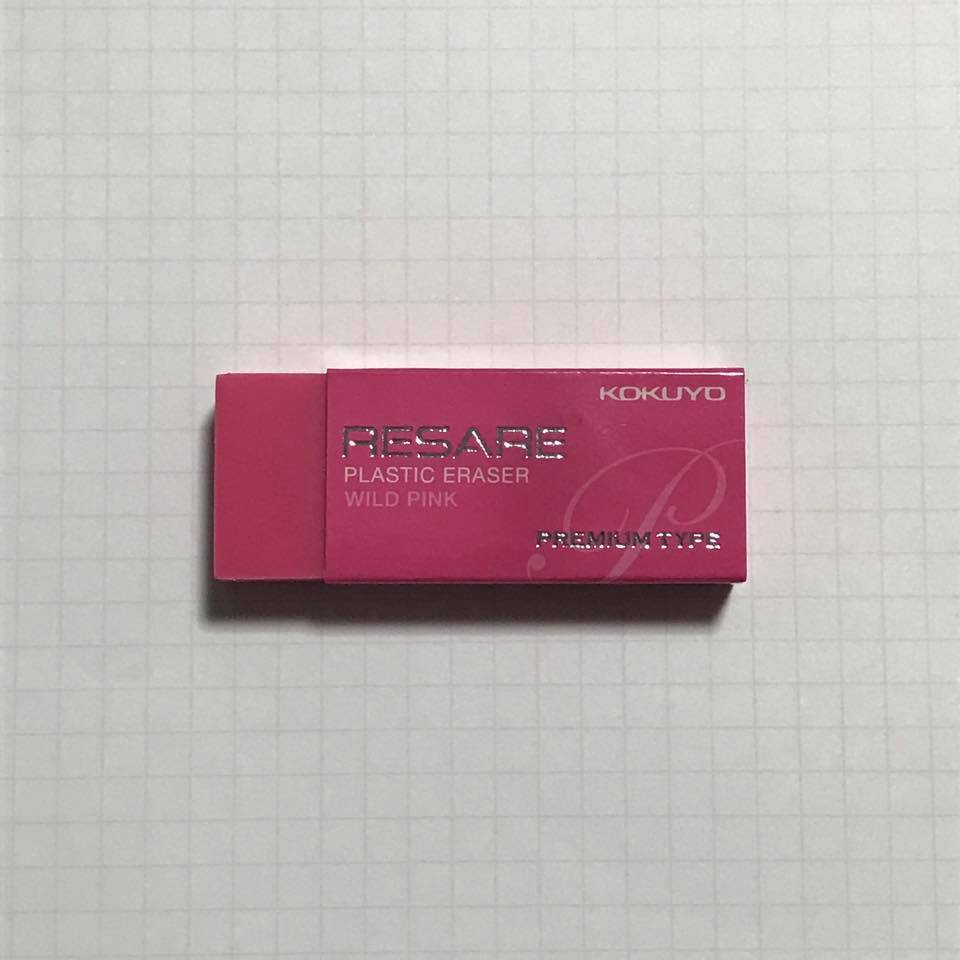 KOKUYO
RESARE
PLASTIC ERASER
WILD PINK
P
PREMIUM TYPE